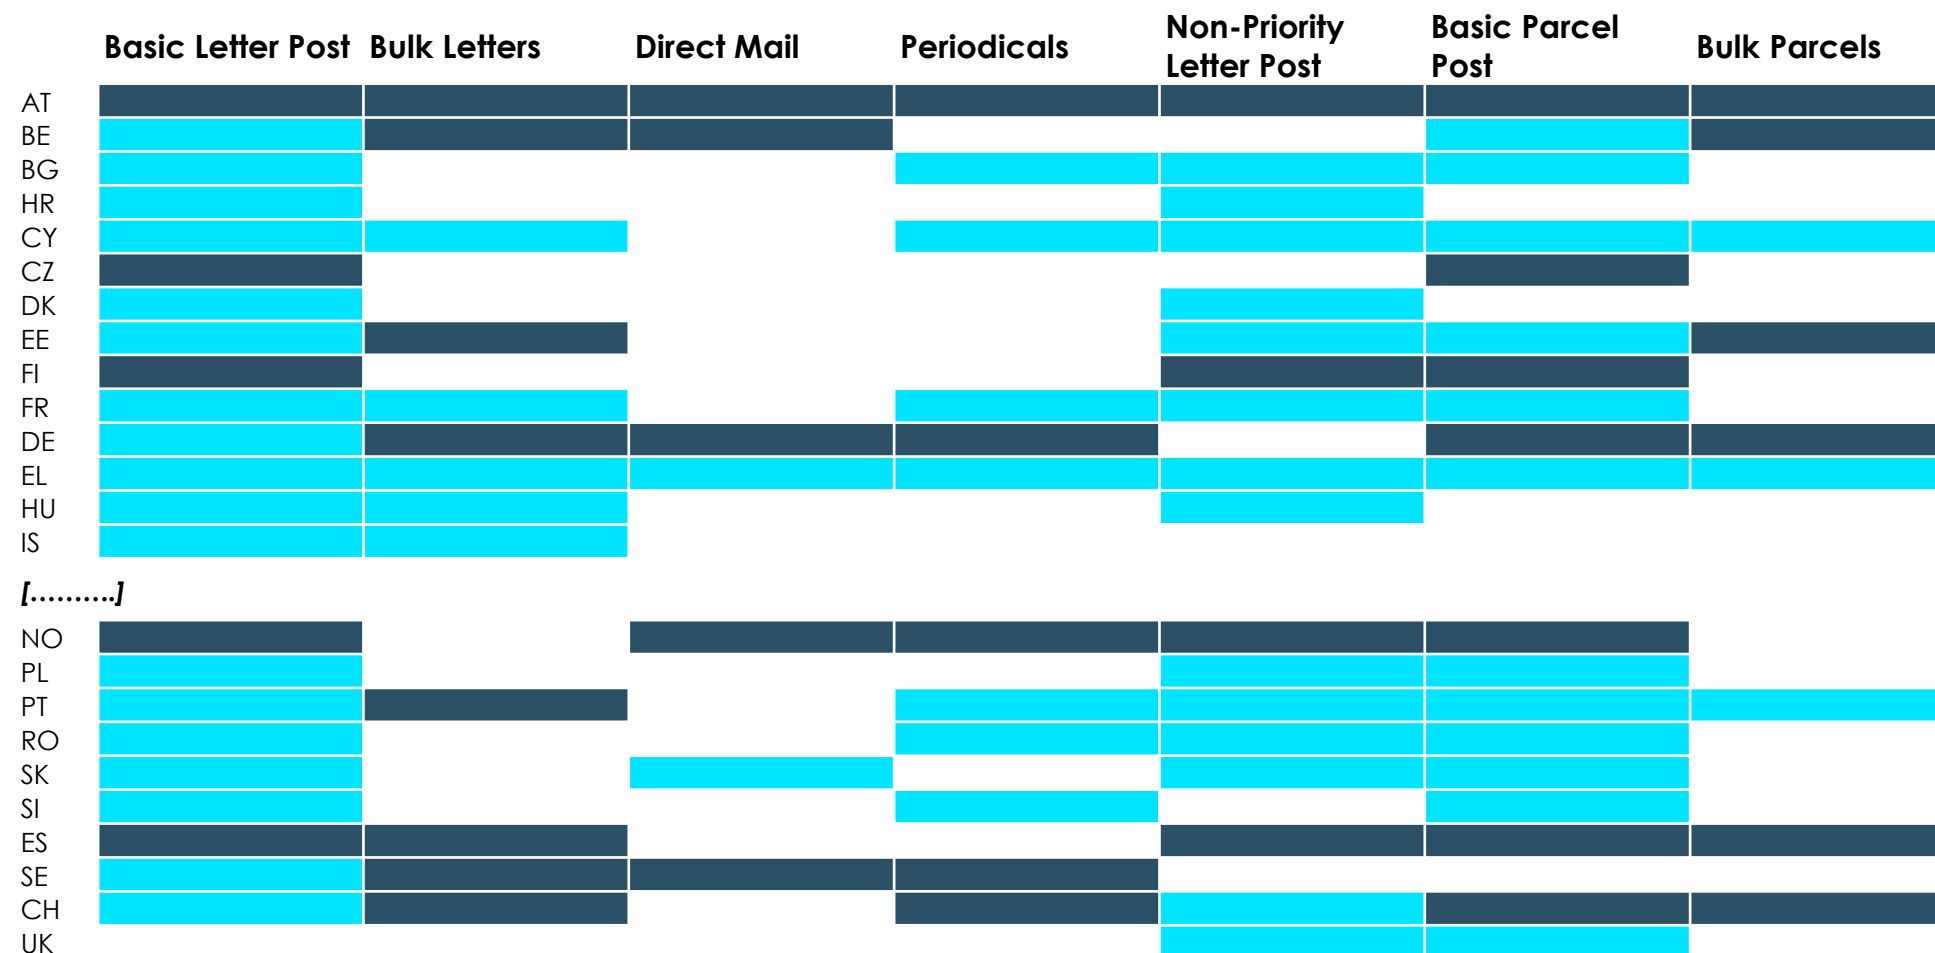 Basic Letter Post Bulk Letters Direct Mail Periodicals Non-Priority Letter Post Basic Parcel Post Bulk Parcels
AT
BE
BG
HR
CY
CZ
DK
EE
FI
FR
DE
EL
HU
IS
[..........]
NO
PL
PT
RO
SK
SI
ES
SE
CH
UK